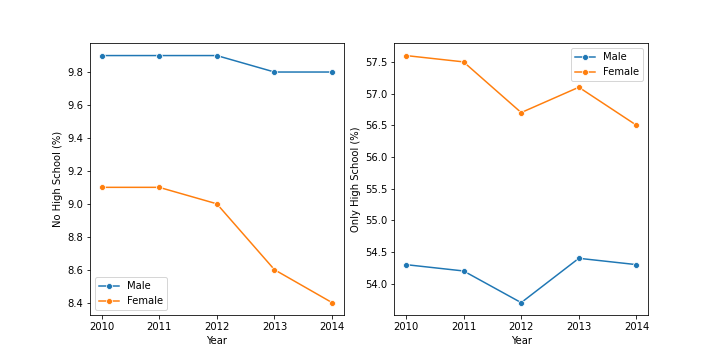 No High School (%)
9.8
9.6
9.4
9.2
9.0
8.8
8.6
8.4
Male
Female
2010 2011 2012 2013 2014
Year
Only High School (%)
57.5
57.0
56.5
56.0
55.5
55.0
54.5
54.0
Male
Female
2010 2011 2012 2013 2014
Year